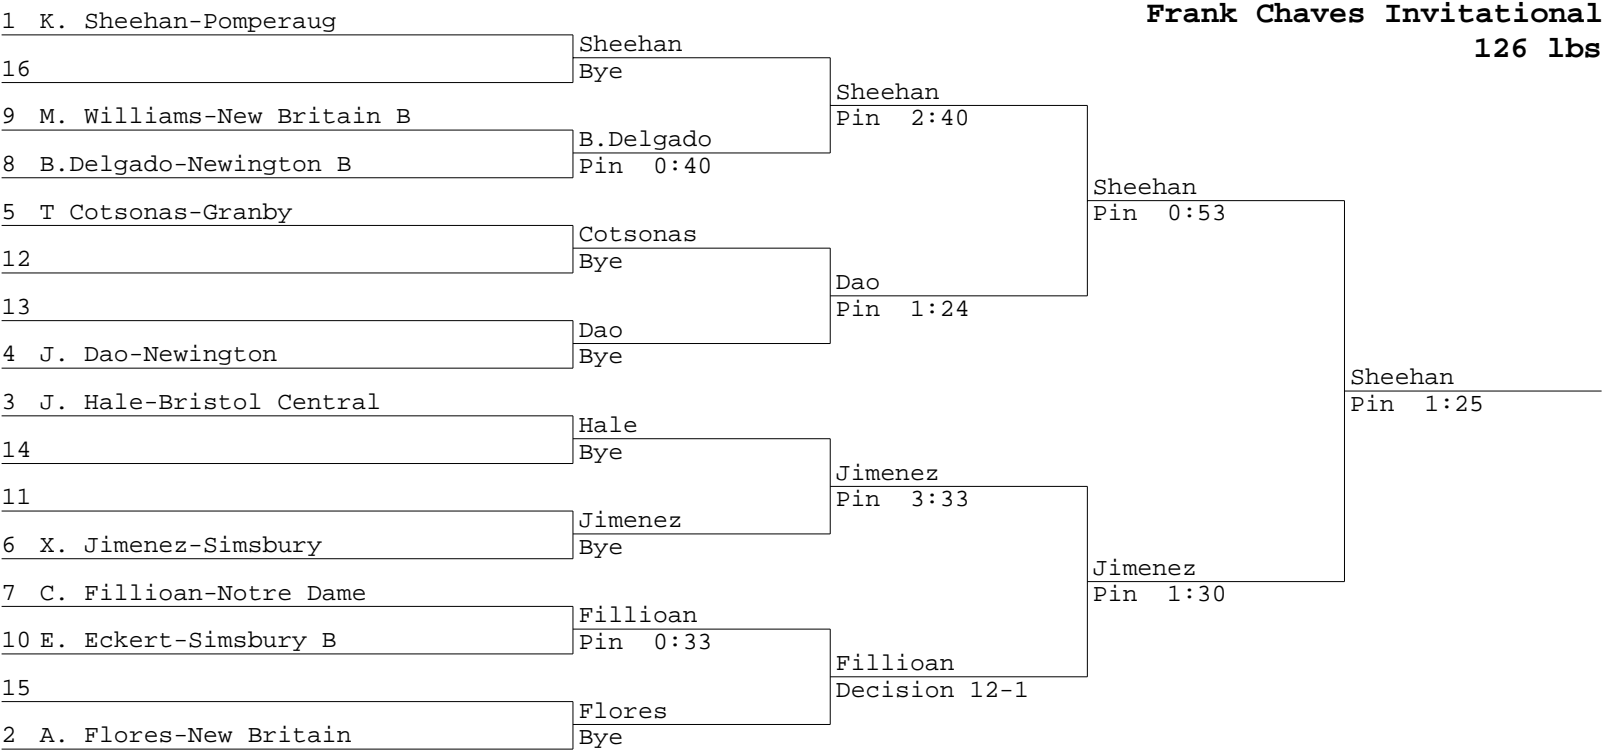 Frank Chaves Invitational
126 lbs
1 K. Sheehan-Pomperaug
16
9 M. Williams-New Britain B
8 B.Delgado-Newington B
5 T Cotsonas-Granby
12
13
4 J. Dao-Newington
3 J. Hale-Bristol Central
14
11
6 X. Jimenez-Simsbury
7 C. Fillioan-Notre Dame
10 E. Eckert-Simsbury B
15
2 A. Flores-New Britain
Sheehan
Bye
B.Delgado
Pin 0:40
Cotsonas
Bye
Dao
Bye
Hale
Bye
Jimenez
Bye
Fillioan
Pin 0:33
Flores
Bye
Sheehan
Pin 2:40
Dao
Pin 1:24
Jimenez
Pin 3:33
Fillioan
Decision 12-1
Sheehan
Pin 0:53
Jimenez
Pin 1:30
Sheehan
Pin 1:25